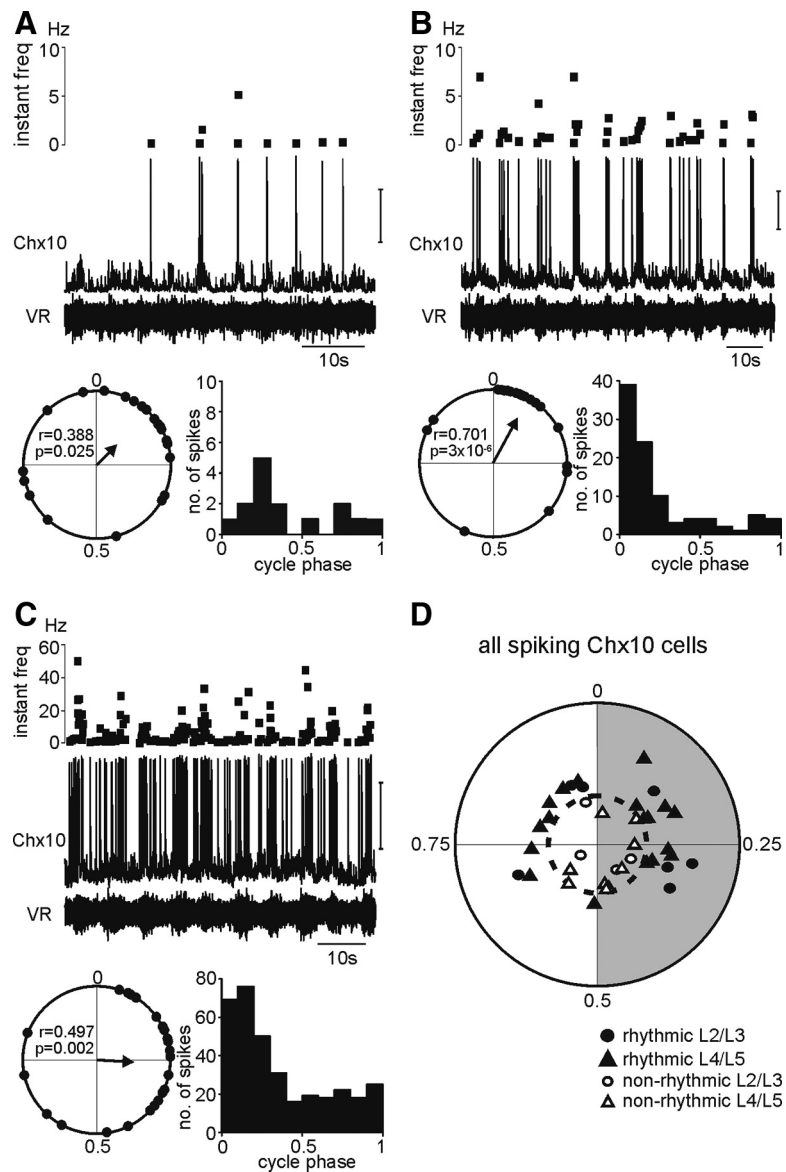 A
Hz
instant freq
10
5
0
Chx10
VR
10s
0
r=0.388
p=0.025
0.5
no. of spikes
10
8
6
4
2
0
0 0.5 1
cycle phase
B
Hz
instant freq
10
5
0
Chx10
VR
10s
0
r=0.701
p=3x10-6
0.5
no. of spikes
40
30
20
10
0
0 0.5 1
cycle phase
C
Hz
instant freq
60
40
20
0
Chx10
VR
10s
0
r=0.497
p=0.002
0.5
no. of spikes
80
60
40
20
0
0 0.5 1
cycle phase
D
all spiking Chx10 cells
0
0.75
0.25
0.5
rhythmic L2/L3
rhythmic L4/L5
non-rhythmic L2/L3
non-rhythmic L4/L5